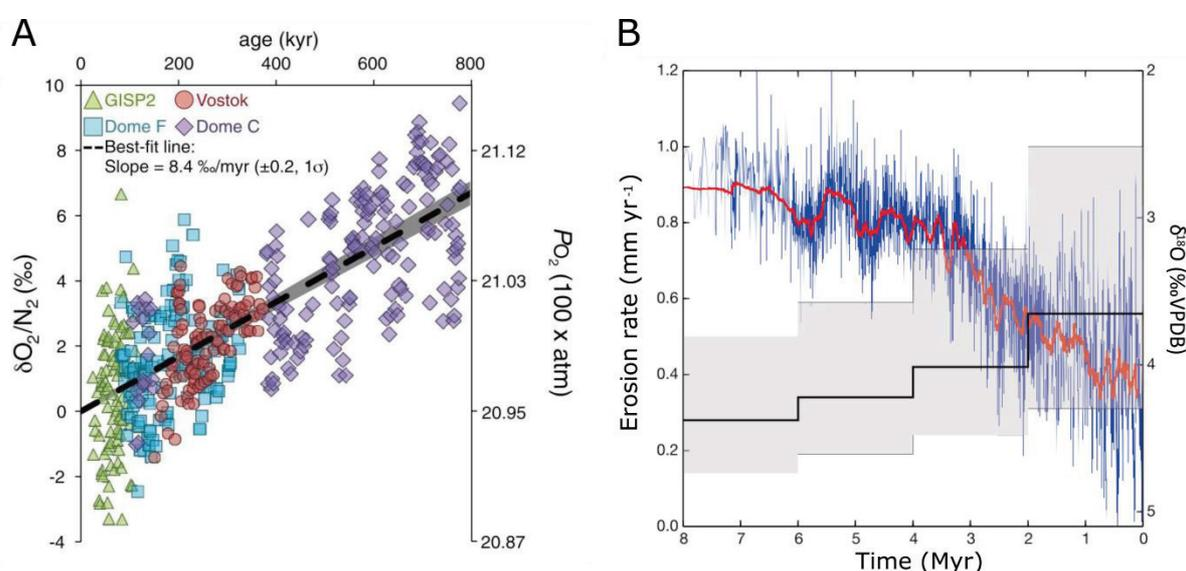 A
age (kyr)
0 200 400 600 800
GISP2 Vostok
Dome F Dome C
Best-fit line:
Slope = 8.4 ‰/myr (±0.2, 1σ)
δO2/N2 (‰)
10
8
6
4
2
0
-2
-4
21.12
21.03
20.95
20.87
PO2 (100 x atm)
B
Erosion rate (mm yr-1)
1.2
1.0
0.8
0.6
0.4
0.2
0.0
8 7 6 5 4 3 2 1 0
Time (Myr)
2
3
4
5
δ18O (‰VPDB)